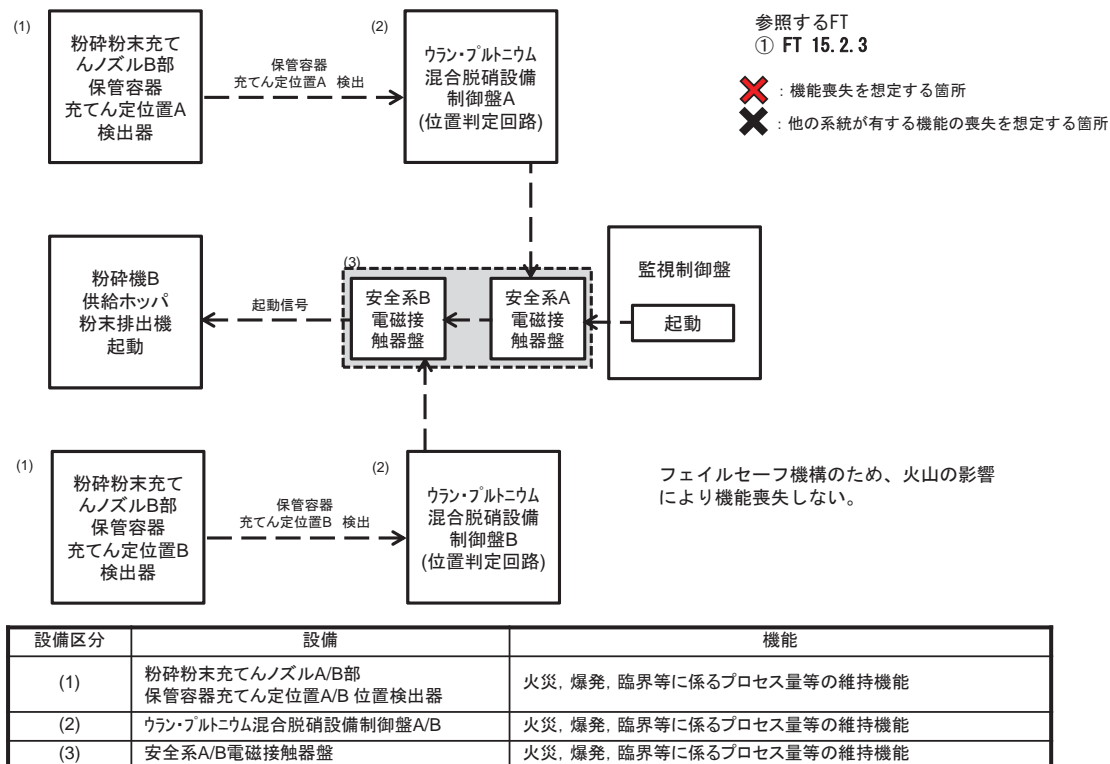 (1)
粉砕粉末充て
んノズルB部
保管容器
充てん定位置A
検出器
保管容器
充てん定位置A 検出
(2)
ウラン・プルトニウム
混合脱硝設備
制御盤A
(位置判定回路)
参照するFT
① FT 15.2.3
：機能喪失を想定する箇所
：他の系統が有する機能の喪失を想定する箇所
粉砕機B
供給ホッパ
粉末排出機
起動
起動信号
(3)
安全系B
電磁接
触器盤
安全系A
電磁接
触器盤
監視制御盤
起動
(1)
粉砕粉末充て
んノズルB部
保管容器
充てん定位置B
検出器
保管容器
充てん定位置B 検出
(2)
ウラン・プルトニウム
混合脱硝設備
制御盤B
(位置判定回路)
フェイルセーフ機構のため、火山の影響
により機能喪失しない。
設備区分 設備 機能
(1) 粉砕粉末充てんノズルA/B部
保管容器充てん定位置A/B 位置検出器 火災，爆発，臨界等に係るプロセス量等の維持機能
(2) ウラン・プルトニウム混合脱硝設備制御盤A/B 火災，爆発，臨界等に係るプロセス量等の維持機能
(3) 安全系A/B電磁接触器盤 火災，爆発，臨界等に係るプロセス量等の維持機能